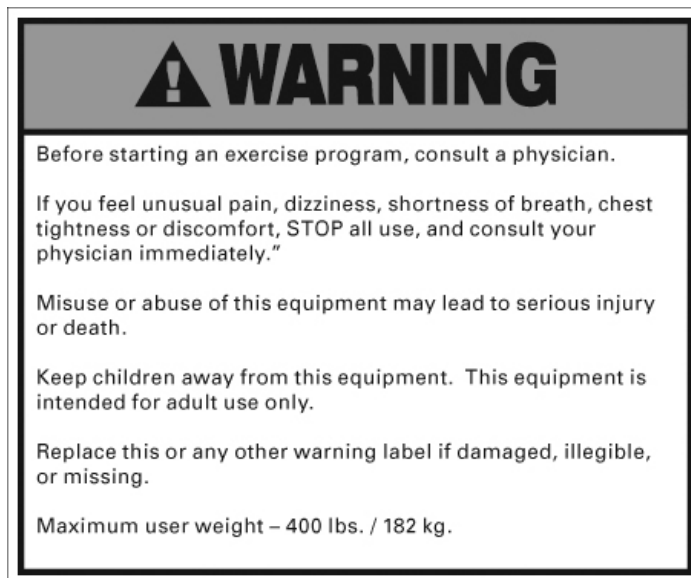 WARNING
Before starting an exercise program, consult a physician.
If you feel unusual pain, dizziness, shortness of breath, chest
tightness or discomfort, STOP all use, and consult your
physician immediately.”
Misuse or abuse of this equipment may lead to serious injury
or death.
Keep children away from this equipment.  This equipment is
intended for adult use only.
Replace this or any other warning label if damaged, illegible,
or missing.
Maximum user weight – 400 lbs. / 182 kg.